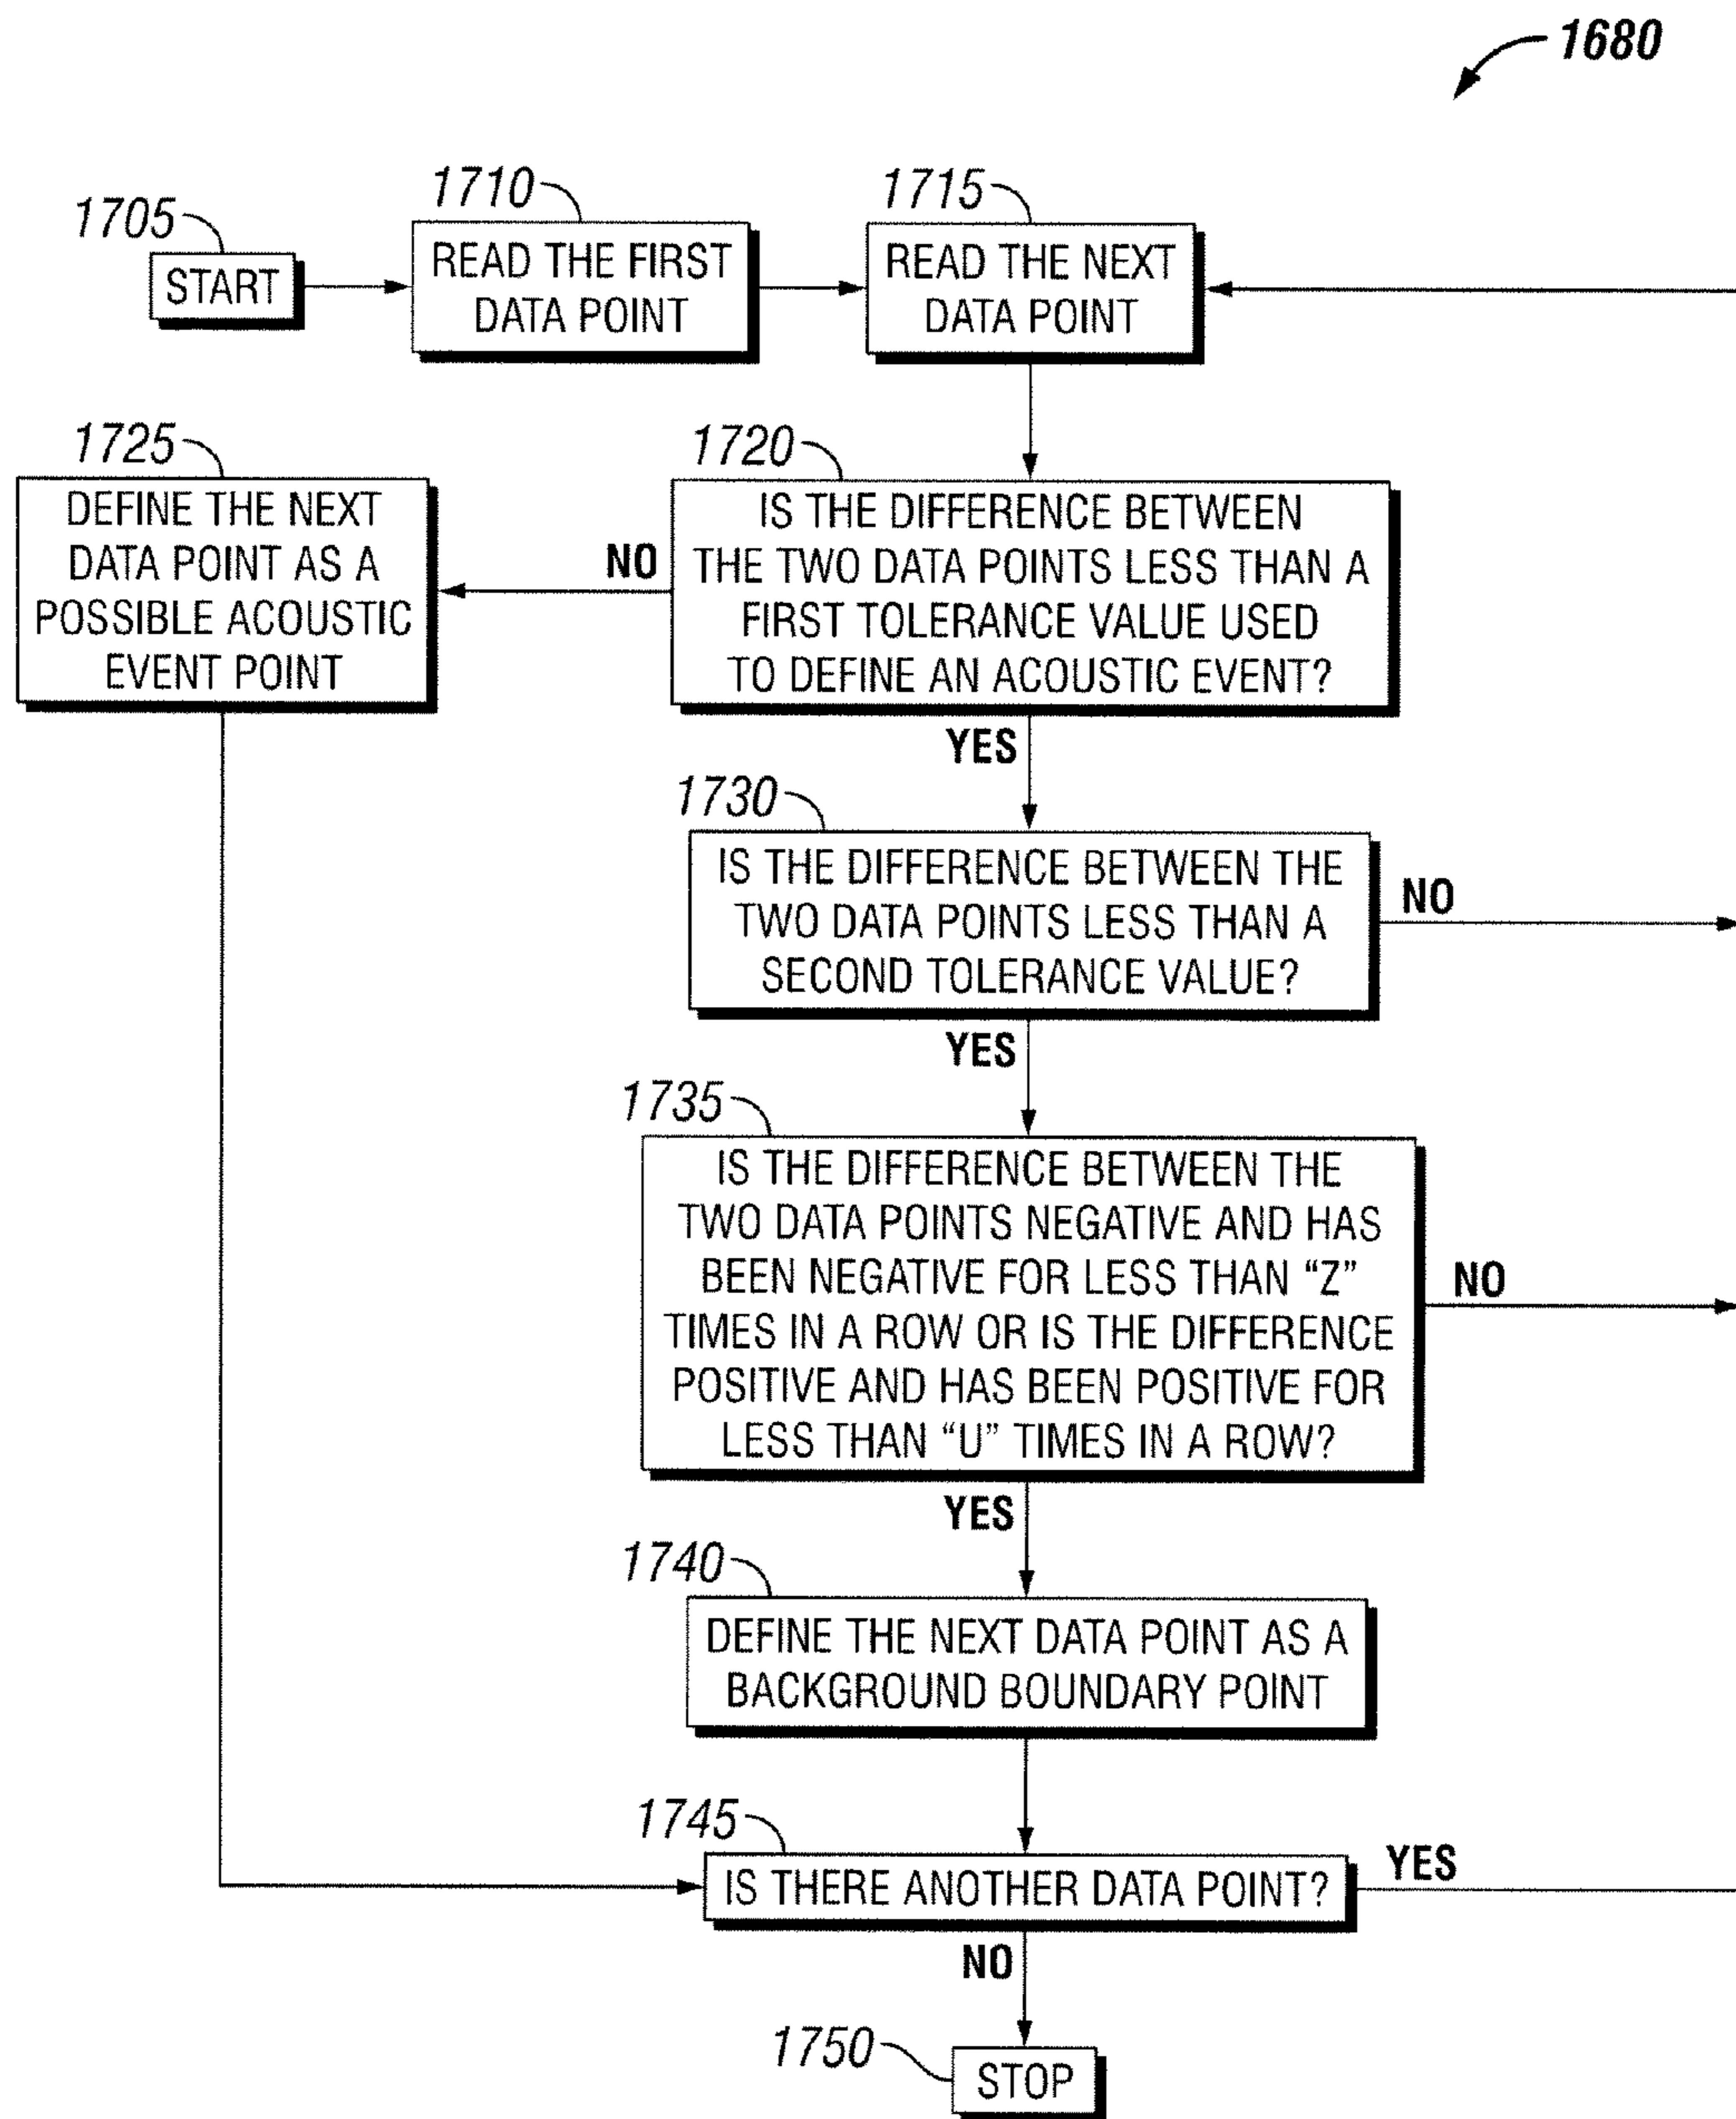 1680
1705
START
1710
READ THE FIRST
DATA POINT
1715
READ THE NEXT
DATA POINT
1720
IS THE DIFFERENCE BETWEEN
THE TWO DATA POINTS LESS THAN A
FIRST TOLERANCE VALUE USED
TO DEFINE AN ACOUSTIC EVENT?
NO
1725
DEFINE THE NEXT
DATA POINT AS A
POSSIBLE ACOUSTIC
EVENT POINT
YES
1730
IS THE DIFFERENCE BETWEEN THE
TWO DATA POINTS LESS THAN A
SECOND TOLERANCE VALUE?
NO
YES
1735
IS THE DIFFERENCE BETWEEN THE
TWO DATA POINTS NEGATIVE AND HAS
BEEN NEGATIVE FOR LESS THAN “Z”
TIMES IN A ROW OR IS THE DIFFERENCE
POSITIVE AND HAS BEEN POSITIVE FOR
LESS THAN “U” TIMES IN A ROW?
NO
YES
1740
DEFINE THE NEXT DATA POINT AS A
BACKGROUND BOUNDARY POINT
1745
IS THERE ANOTHER DATA POINT?
YES
NO
1750
STOP